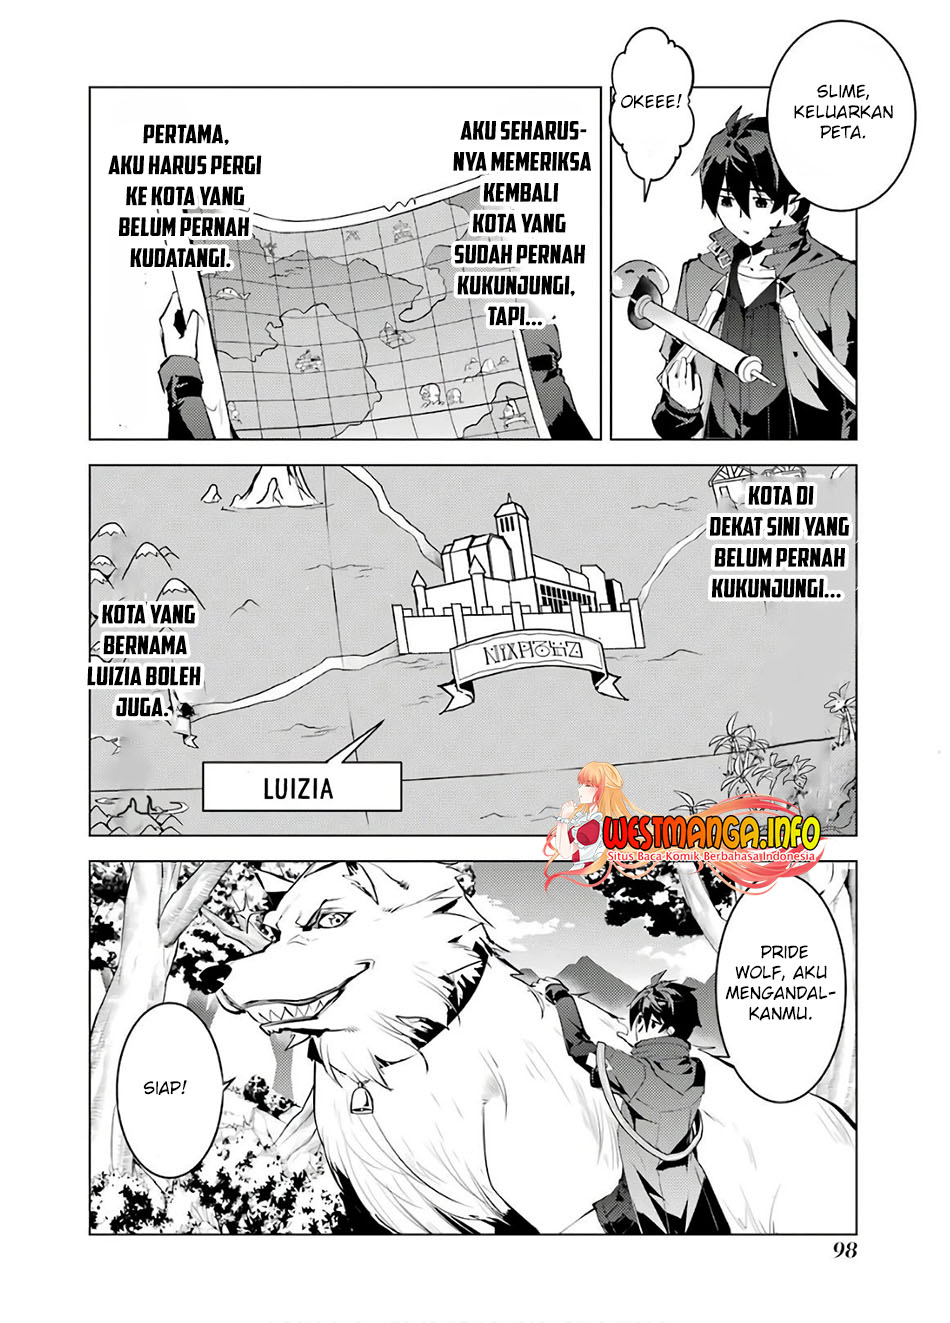 SLIME,
KELUARKAN
PETA.
OKEEE!
AKU SEHARUS-
NYA MEMERIKSA
KEMBALI
KOTA YANG
SUDAH PERNAH
KUKUNJUNGI,
TAPI...
PERTAMA,
AKU HARUS PERGI
KE KOTA YANG
BELUM PERNAH
KUDATANGI.
KOTA DI
DEKAT SINI YANG
BELUM PERNAH
KUKUNJUNGI...
KOTA YANG
BERNAMA
LUIZIA BOLEH
JUGA.
LUIZIA
WESTMANGA.INFO
Situs Baca Komik Berbahasa Indonesia
PRIDE
WOLF, AKU
MENGANDAL-
KANMU.
SIAP!
98